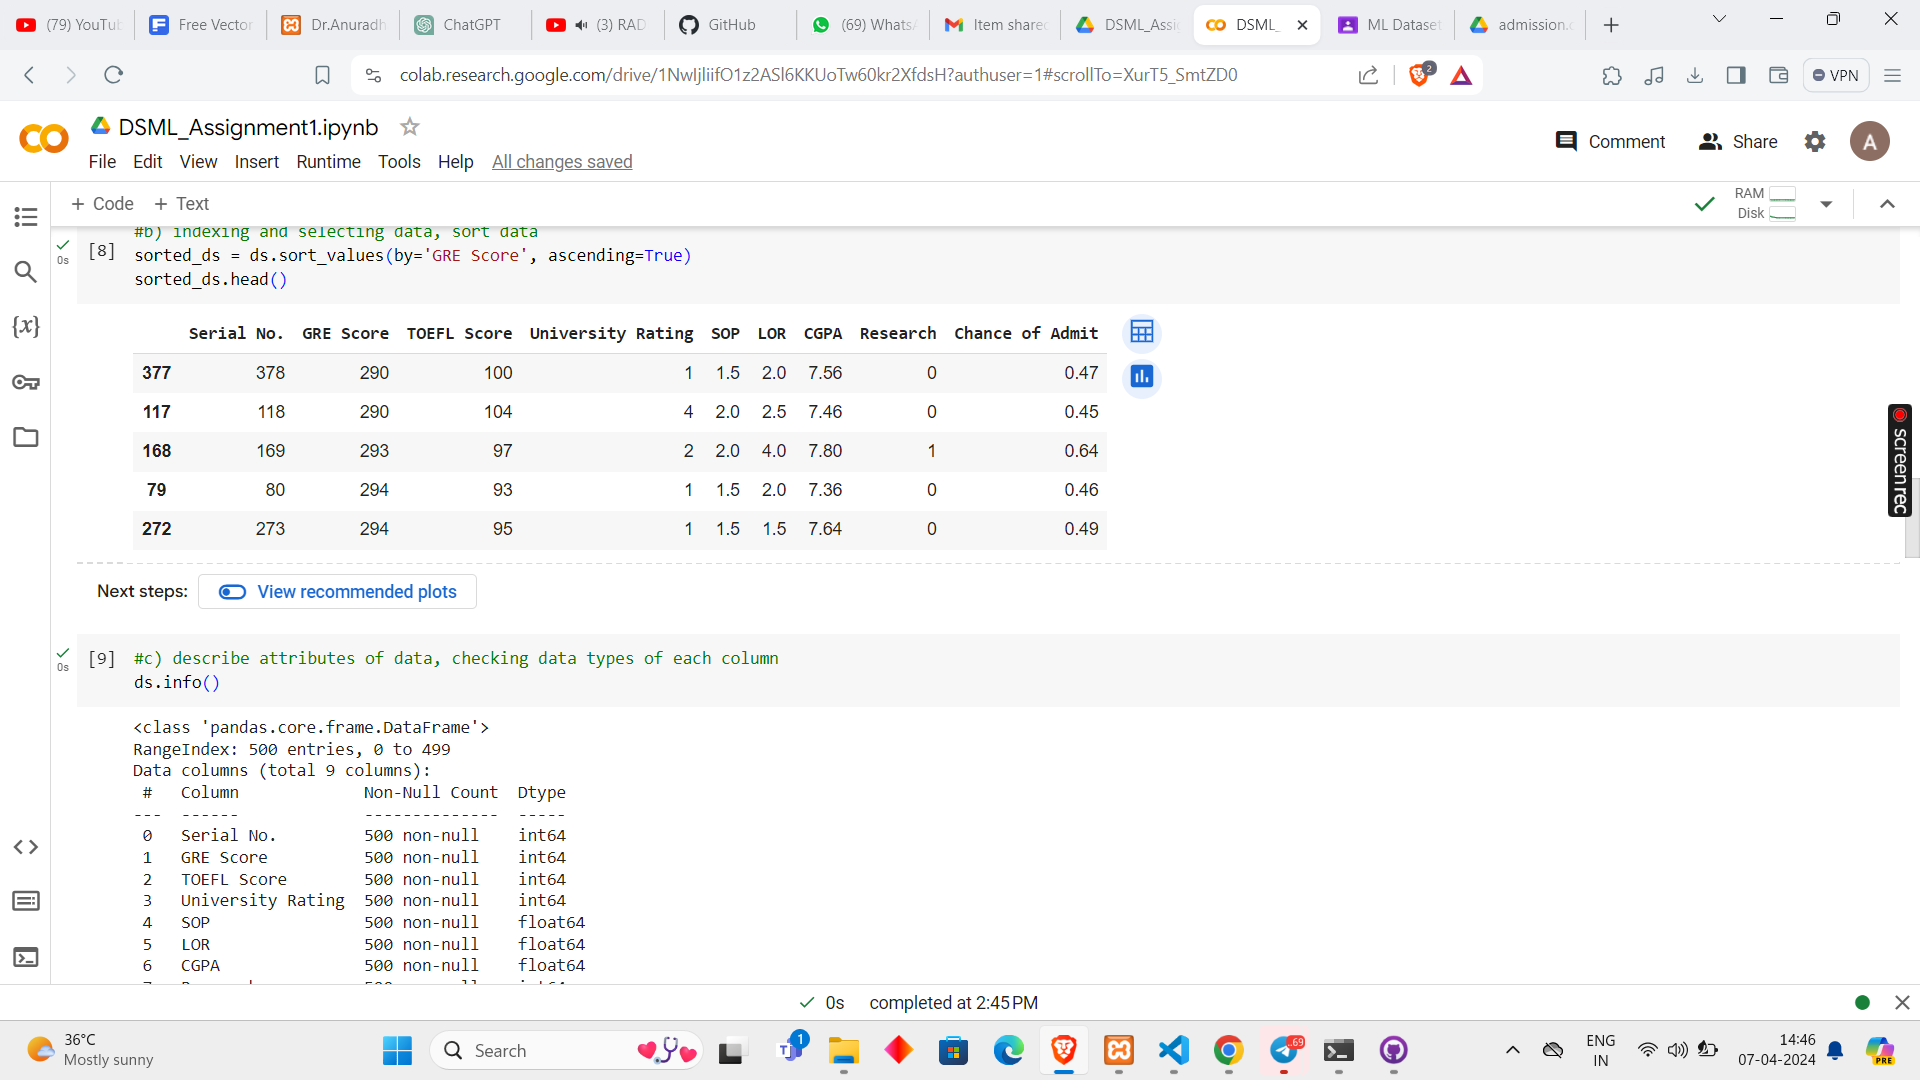 (79) YouTub
Free Vector
Dr.Anuradh
ChatGPT
(3) RAD
GitHub
(69) WhatsA
Item shared
DSML_Assig
DSML_
ML Dataset
admission.c
colab.research.google.com/drive/1NwIjliifO1z2ASl6KKUoTw60kr2XfdsH?authuser=1#scrollTo=XurT5_SmtZD0
2
VPN
DSML_Assignment1.ipynb
Comment
Share
A
File Edit View Insert Runtime Tools Help All changes saved
+ Code + Text
RAM
Disk
#b) indexing and selecting data, sort data
[8] sorted_ds = ds.sort_values(by='GRE Score', ascending=True)
0s
sorted_ds.head()
Serial No. GRE Score TOEFL Score University Rating SOP LOR CGPA Research Chance of Admit
377 378 290 100 1 1.5 2.0 7.56 0 0.47
117 118 290 104 4 2.0 2.5 7.46 0 0.45
168 169 293 97 2 2.0 4.0 7.80 1 0.64
79 80 294 93 1 1.5 2.0 7.36 0 0.46
272 273 294 95 1 1.5 1.5 7.64 0 0.49
screenrec
{x}
Next steps: View recommended plots
[9] #c) describe attributes of data, checking data types of each column
0s
ds.info()
<class 'pandas.core.frame.DataFrame'>
RangeIndex: 500 entries, 0 to 499
Data columns (total 9 columns):
# Column Non-Null Count Dtype
--- ------ -------------- -----
0 Serial No. 500 non-null int64
1 GRE Score 500 non-null int64
2 TOEFL Score 500 non-null int64
3 University Rating 500 non-null int64
4 SOP 500 non-null float64
5 LOR 500 non-null float64
6 CGPA 500 non-null float64
0s completed at 2:45 PM
36°C
Mostly sunny
Search
1
69
ENG
IN
14:46
07-04-2024
PRE